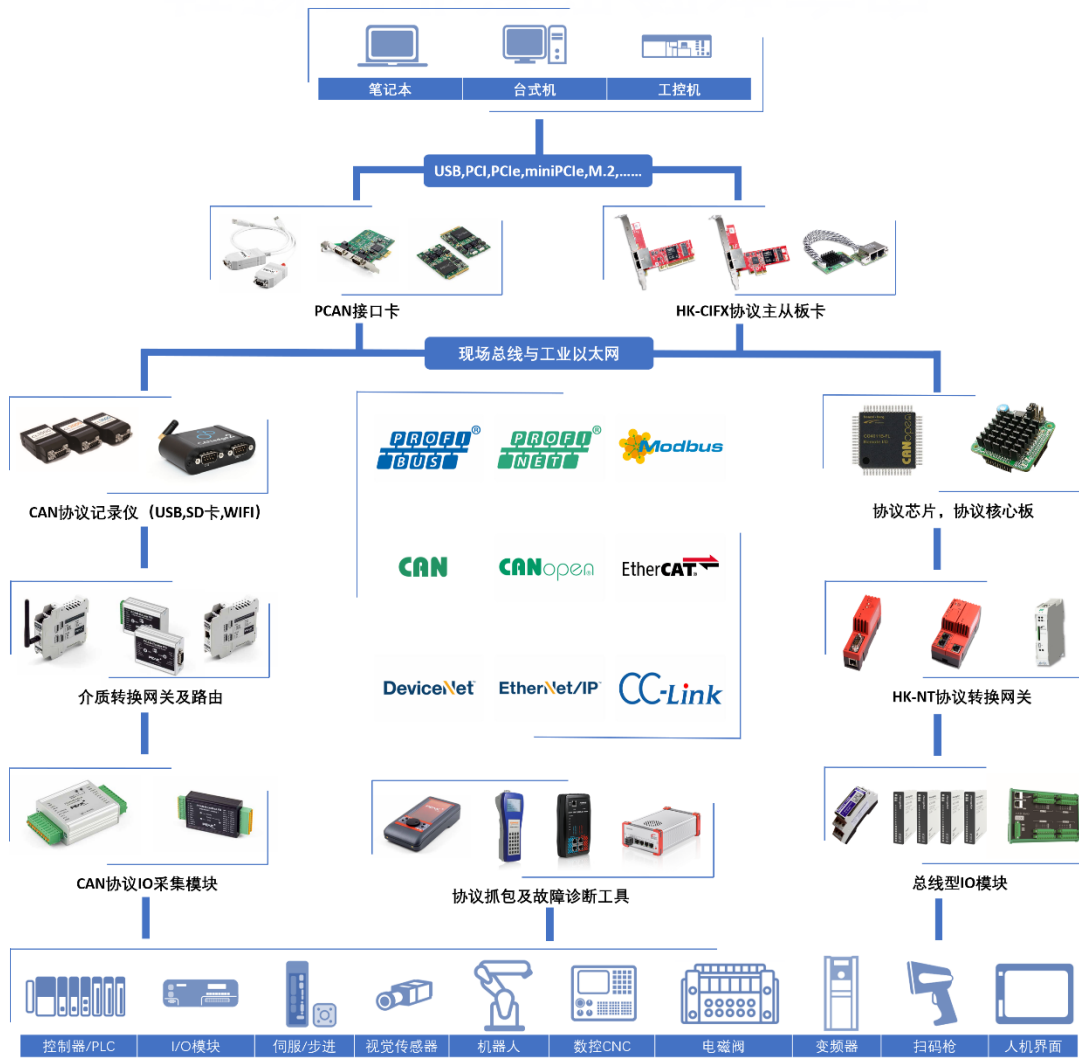 笔记本
台式机
工控机
USB,PCI,PCIe,miniPCIe,M.2,……
PCAN接口卡
HK-CIFX协议主从板卡
现场总线与工业以太网
PROFI BUS®
PROFI NET®
Modbus
CAN协议记录仪（USB,SD卡,WIFI）
CANopen
协议芯片，协议核心板
CAN
CANopen
EtherCAT®
介质转换网关及路由
DeviceNet™
EtherNet/IP™
CC-Link
HK-NT协议转换网关
CAN协议IO采集模块
协议抓包及故障诊断工具
总线型IO模块
控制器/PLC
I/O模块
伺服/步进
视觉传感器
机器人
数控CNC
电磁阀
变频器
扫码枪
人机界面